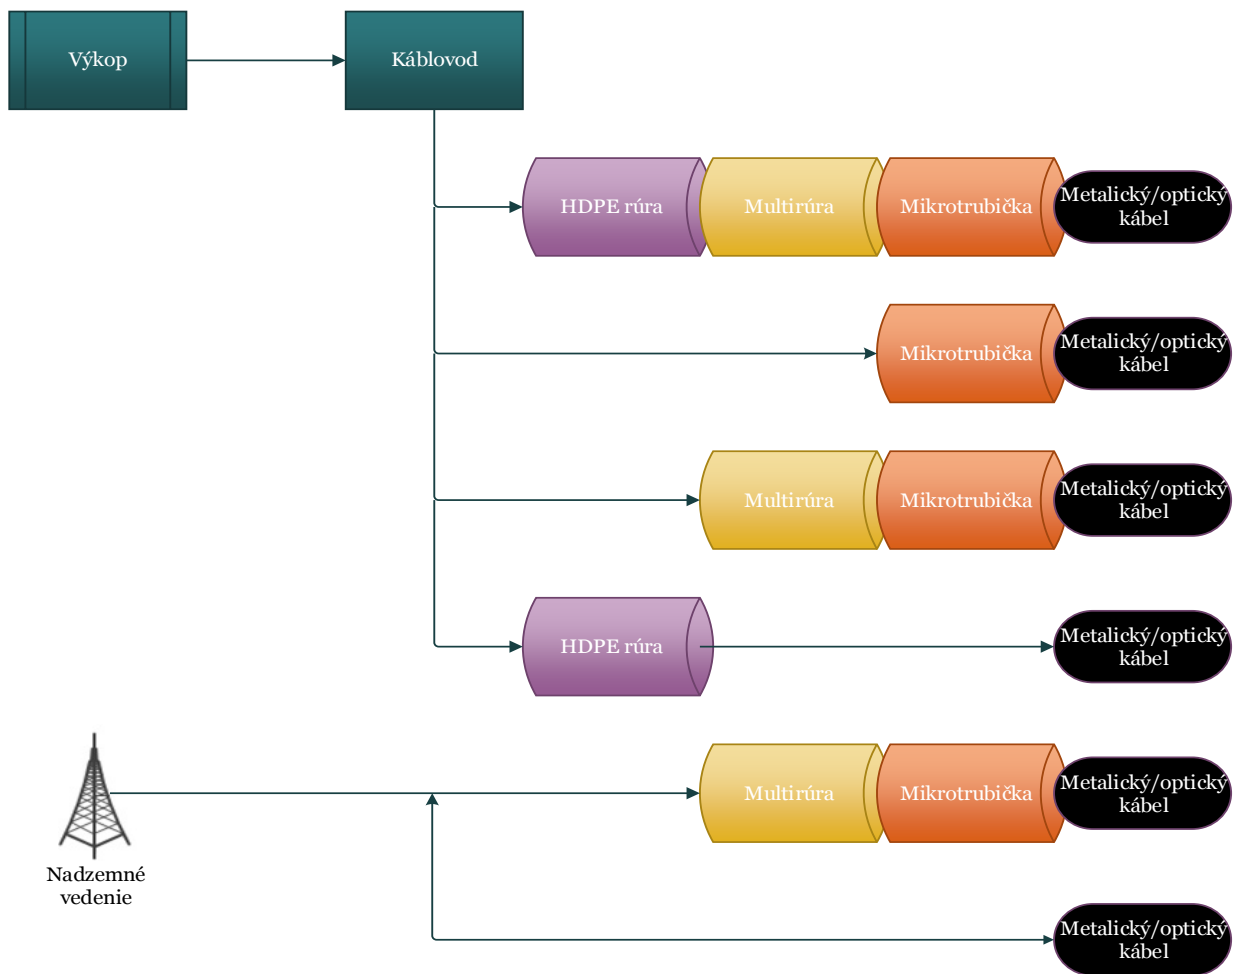 Výkop
Káblovod
HDPE rúra
Multirúra
Mikrotrubička
Metalický/optický
kábel
Mikrotrubička
Metalický/optický
kábel
Multirúra
Mikrotrubička
Metalický/optický
kábel
HDPE rúra
Metalický/optický
kábel
Multirúra
Mikrotrubička
Metalický/optický
kábel
Nadzemné
vedenie
Metalický/optický
kábel